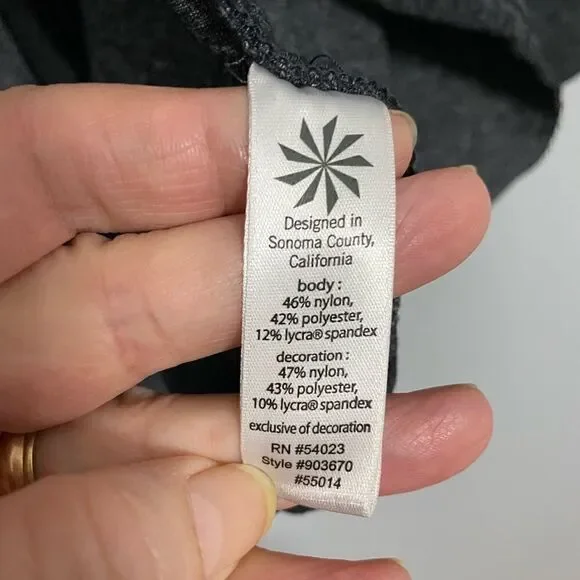 Designed in
Sonoma County,
California
body :
46% nylon,
42% polyester,
12% lycra® spandex
decoration :
47% nylon,
43% polyester,
10% lycra® spandex
exclusive of decoration
RN #54023
Style #903670
#55014